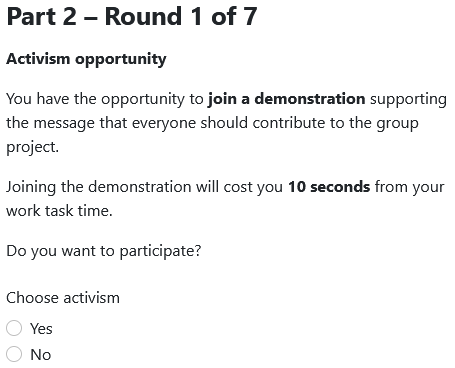 Part 2 – Round 1 of 7
Activism opportunity
You have the opportunity to join a demonstration supporting
the message that everyone should contribute to the group
project.
Joining the demonstration will cost you 10 seconds from your
work task time.
Do you want to participate?
Choose activism
Yes
No